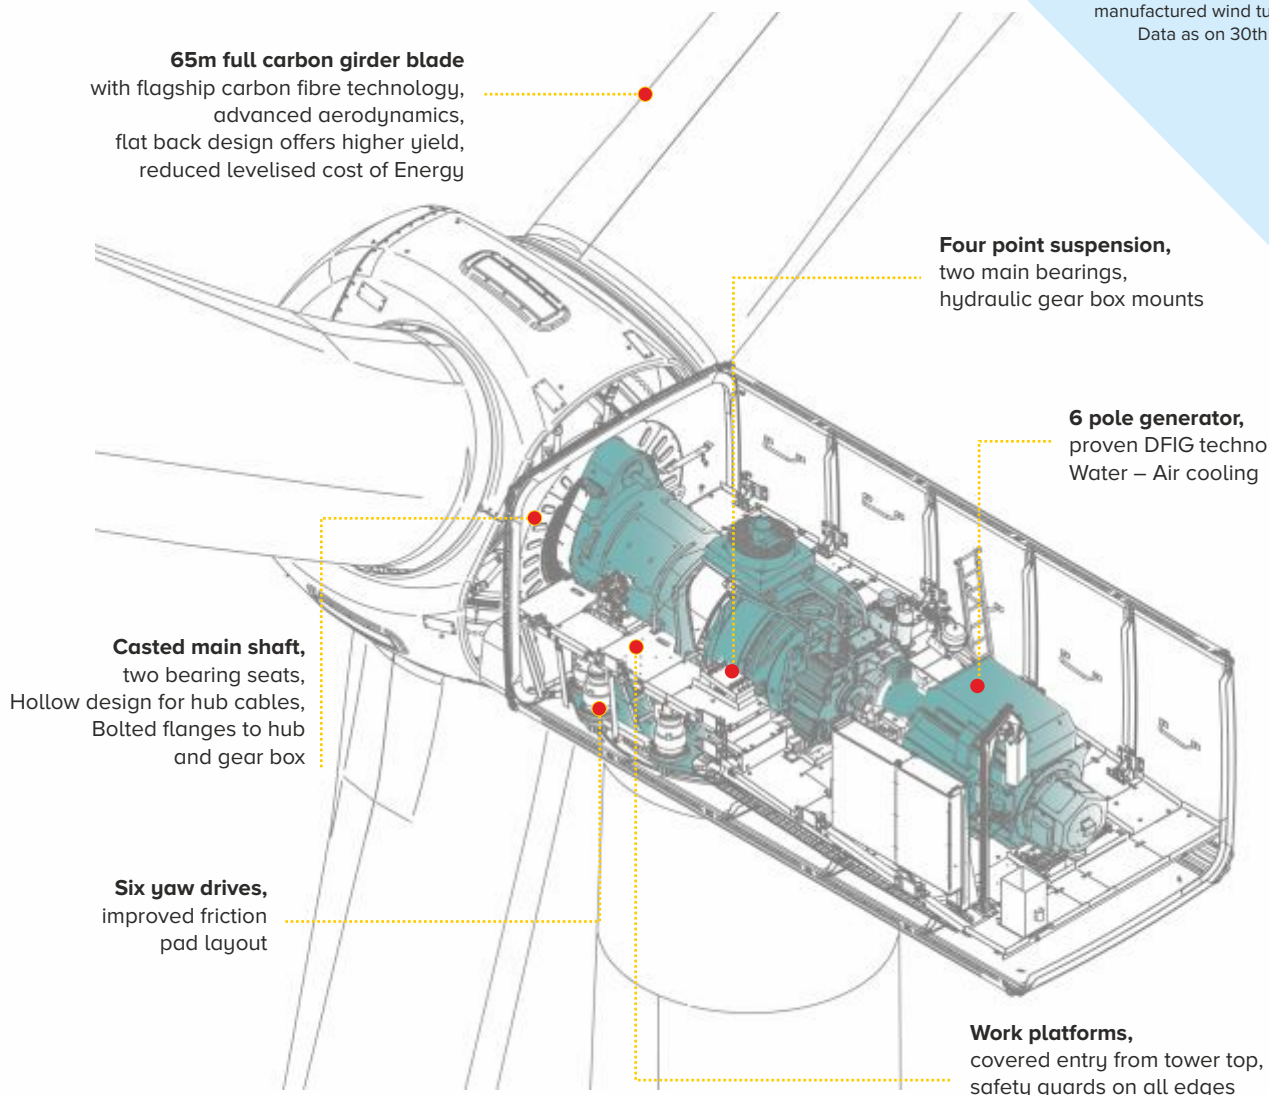 manufactured wind
Data as on 30th
65m full carbon girder blade
with flagship carbon fibre technology,
advanced aerodynamics,
flat back design offers higher yield,
reduced levelised cost of Energy
Four point suspension,
two main bearings,
hydraulic gear box mounts
6 pole generator,
proven DFIG
Water – Air cooling
Casted main shaft,
two bearing seats,
Hollow design for hub cables,
Bolted flanges to hub
and gear box
Six yaw drives,
improved friction
pad layout
Work platforms,
covered entry from tower top,
safety guards on all edges